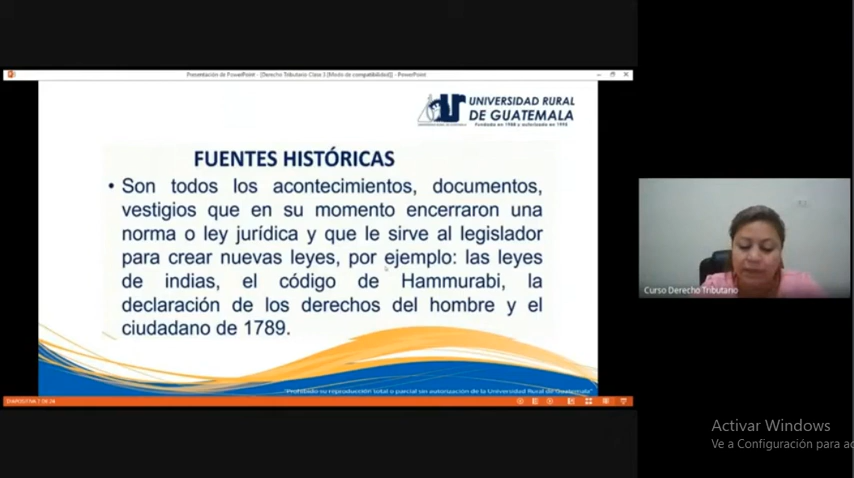 Presentación de PowerPoint - [Derecho Tributario Clase 3 [Modo de compatibilidad]] - PowerPoint
UNIVERSIDAD RURAL
DE GUATEMALA
FUENTES HISTÓRICAS
• Son todos los acontecimientos, documentos,
vestigios que en su momento encerraron una
norma o ley jurídica y que le sirve al legislador
para crear nuevas leyes, por ejemplo: las leyes
de indias, el código de Hammurabi, la
declaración de los derechos del hombre y el
ciudadano de 1789.
"Prohibido su reproducción total o parcial sin autorización de la Universidad Rural de Guatemala"
Curso Derecho Tributario
Activar Windows
Ve a Configuración para ac